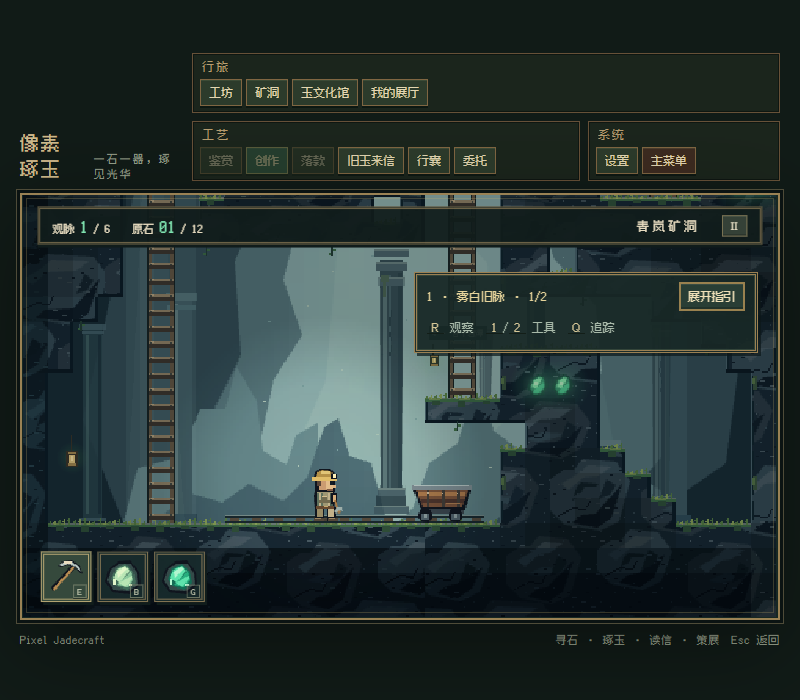 行旅
工坊 矿洞 玉文化馆 我的展厅
像素
琢玉
一石一器，琢
见光华
工艺
鉴赏 创作 落款 旧玉来信 行囊 委托
系统
设置 主菜单
观脉 1 / 6 原石 01 / 12
青岚矿洞 II
1 · 雾白旧脉 · 1/2 展开指引
R 观察 1 / 2 工具 Q 追踪
E B G
Pixel Jadecraft
寻石 · 琢玉 · 读信 · 策展 Esc 返回